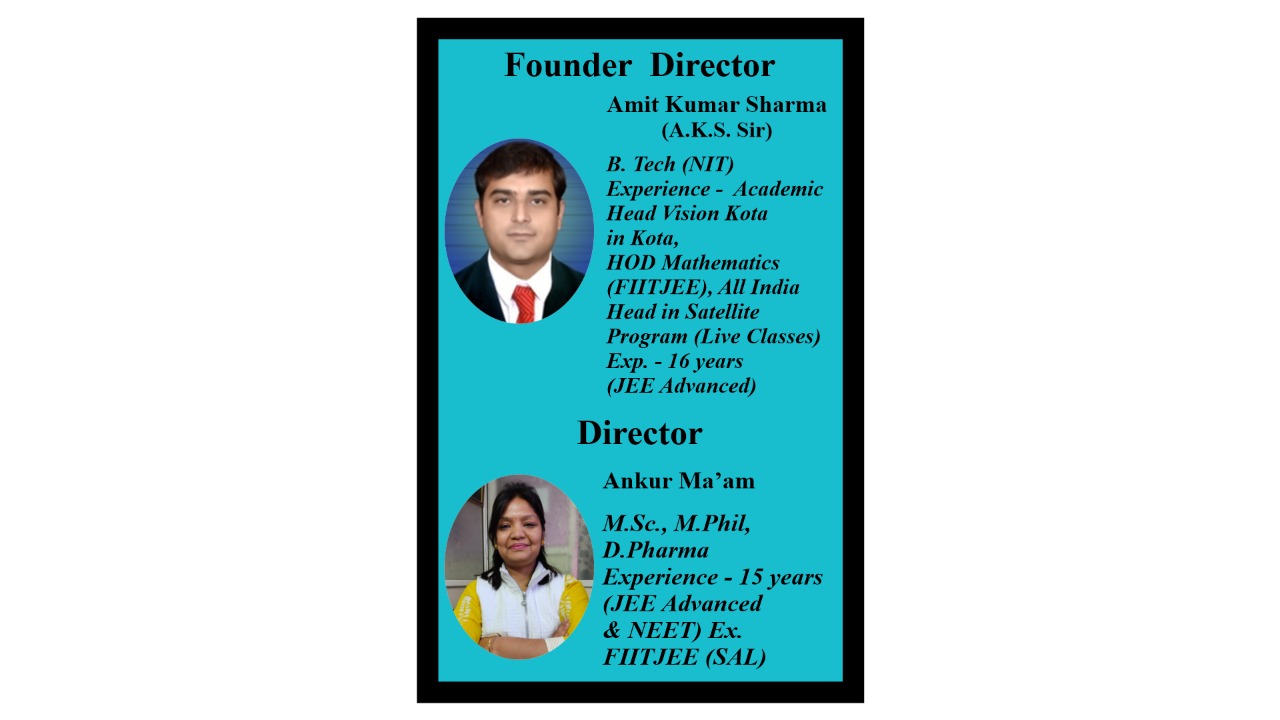 Founder Director
Amit Kumar Sharma
(A.K.S. Sir)
B. Tech (NIT)
Experience - Academic
Head Vision Kota
in Kota,
HOD Mathematics
(FIITJEE), All India
Head in Satellite
Program (Live Classes)
Exp. - 16 years
(JEE Advanced)
Director
Ankur Ma’am
M.Sc., M.Phil,
D.Pharma
Experience - 15 years
(JEE Advanced
& NEET) Ex.
FIITJEE (SAL)